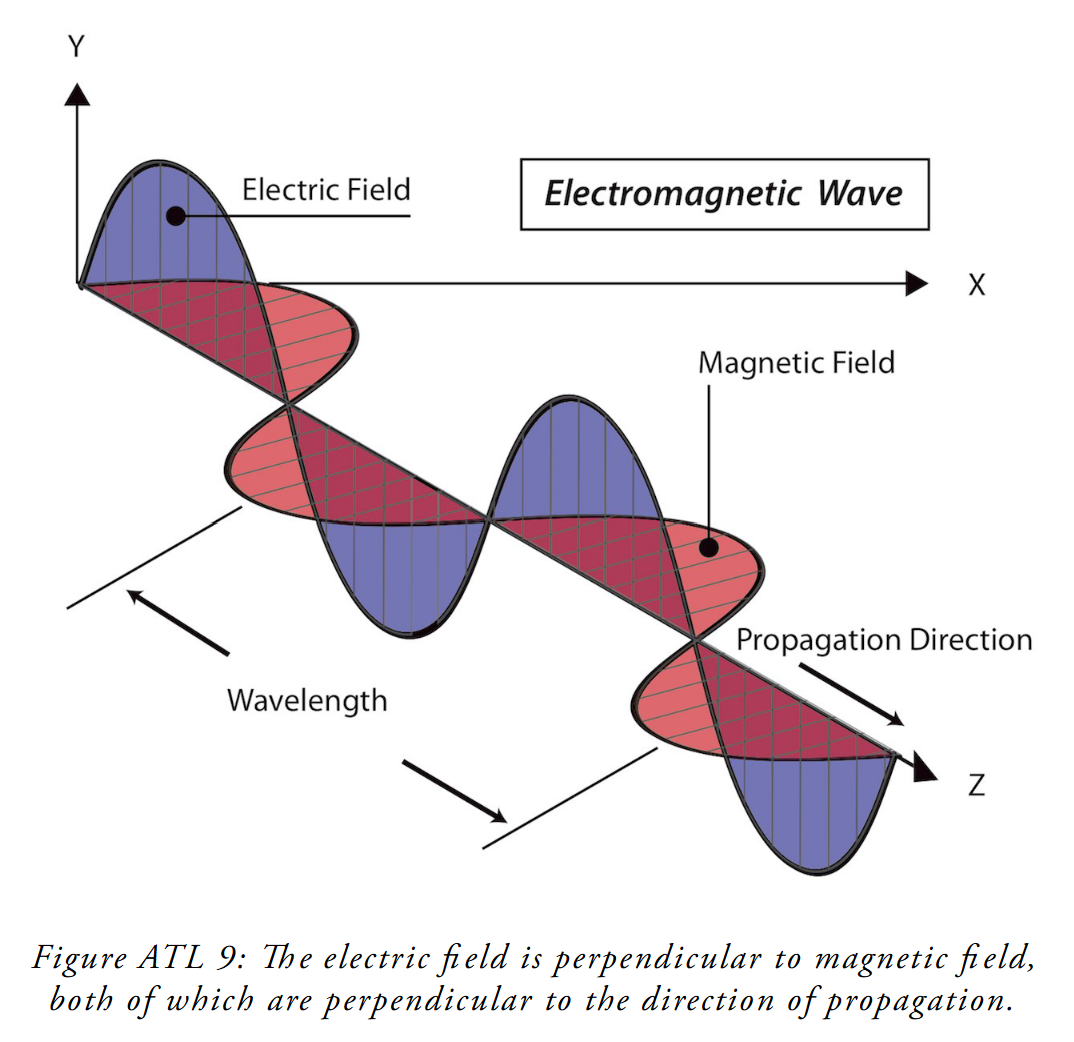 Y
Electric Field
Electromagnetic Wave
X
Magnetic Field
Propagation Direction
Wavelength
Z
Figure ATL 9: The electric field is perpendicular to magnetic field,
both of which are perpendicular to the direction of propagation.